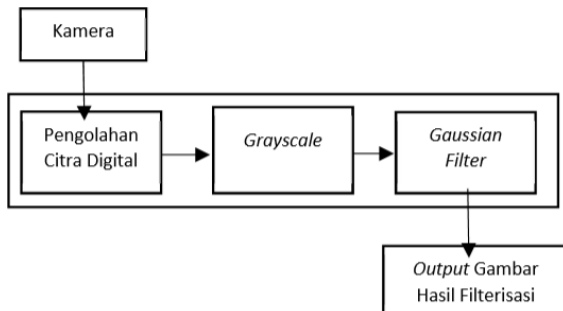 Kamera
Pengolahan
Citra Digital
Grayscale
Gaussian
Filter
Output Gambar
Hasil Filterisasi